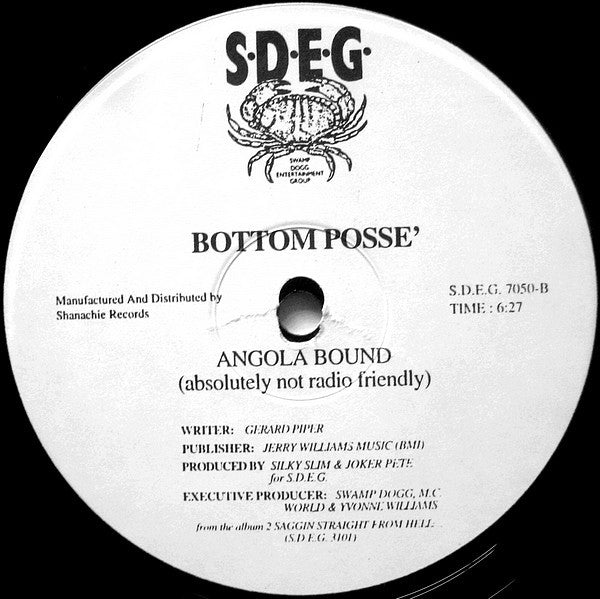 S·D·E·G·
SWAMP
DOGG
ENTERTAINMENT
GROUP
BOTTOM POSSE'
Manufactured And Distributed by
Shanachie Records
S.D.E.G. 7050-B
TIME : 6:27
ANGOLA BOUND
(absolutely not radio friendly)
WRITER: GERARD PIPER
PUBLISHER: JERRY WILLIAMS MUSIC (BMI)
PRODUCED BY SILKY SLIM & JOKER PETE
for S.D.E.G.
EXECUTIVE PRODUCER: SWAMP DOGG, M.C.
WORLD & YVONNE WILLIAMS
from the album 2 SAGGIN STRAIGHT FROM HELL...
(S.D.E.G. 3101)